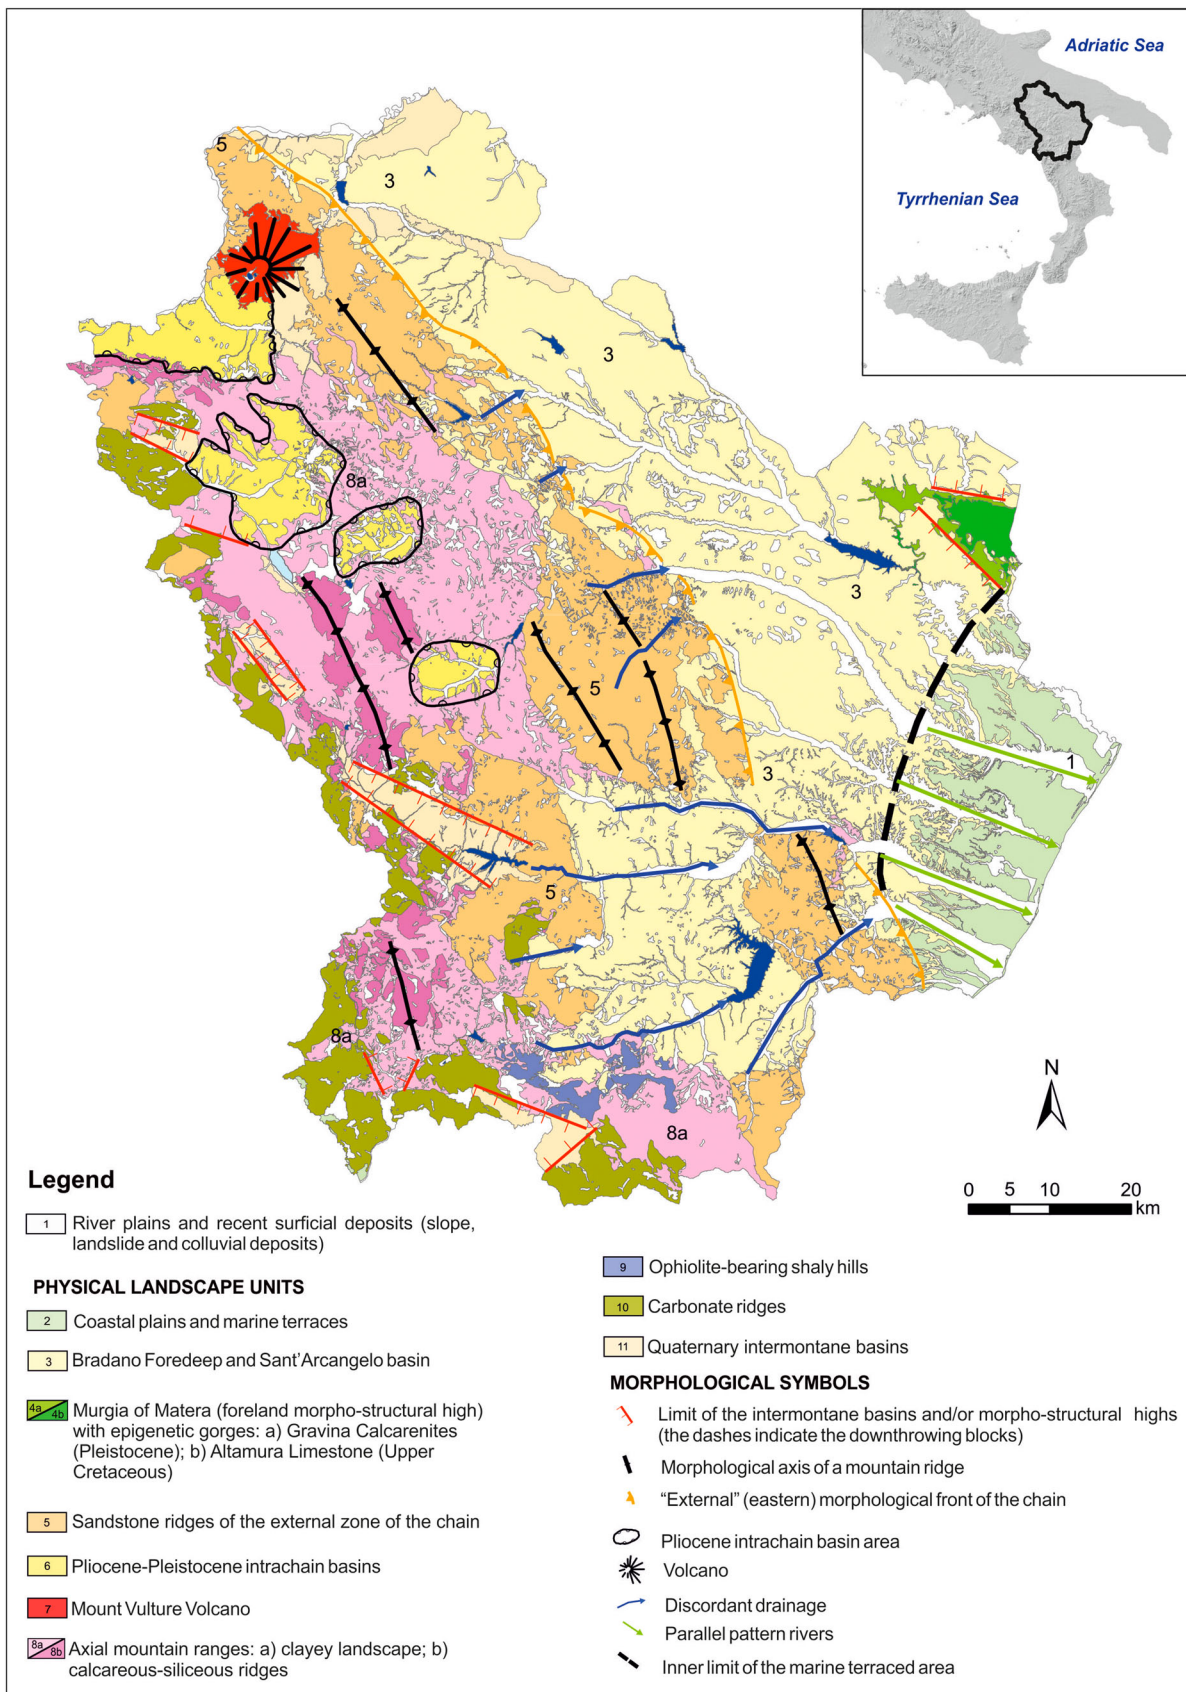 Adriatic Sea
Tyrrhenian Sea
5
3
3
8a
3
5
3
1
5
8a
8a
N
0 5 10 20
km
Legend
1 River plains and recent surficial deposits (slope,
landslide and colluvial deposits)
PHYSICAL LANDSCAPE UNITS
2 Coastal plains and marine terraces
3 Bradano Foredeep and Sant'Arcangelo basin
4a 4b Murgia of Matera (foreland morpho-structural high)
with epigenetic gorges: a) Gravina Calcarenites
(Pleistocene); b) Altamura Limestone (Upper
Cretaceous)
5 Sandstone ridges of the external zone of the chain
6 Pliocene-Pleistocene intrachain basins
7 Mount Vulture Volcano
8a 8b Axial mountain ranges: a) clayey landscape; b)
calcareous-siliceous ridges
9 Ophiolite-bearing shaly hills
10 Carbonate ridges
11 Quaternary intermontane basins
MORPHOLOGICAL SYMBOLS
Limit of the intermontane basins and/or morpho-structural highs
(the dashes indicate the downthrowing blocks)
Morphological axis of a mountain ridge
“External” (eastern) morphological front of the chain
Pliocene intrachain basin area
Volcano
Discordant drainage
Parallel pattern rivers
Inner limit of the marine terraced area